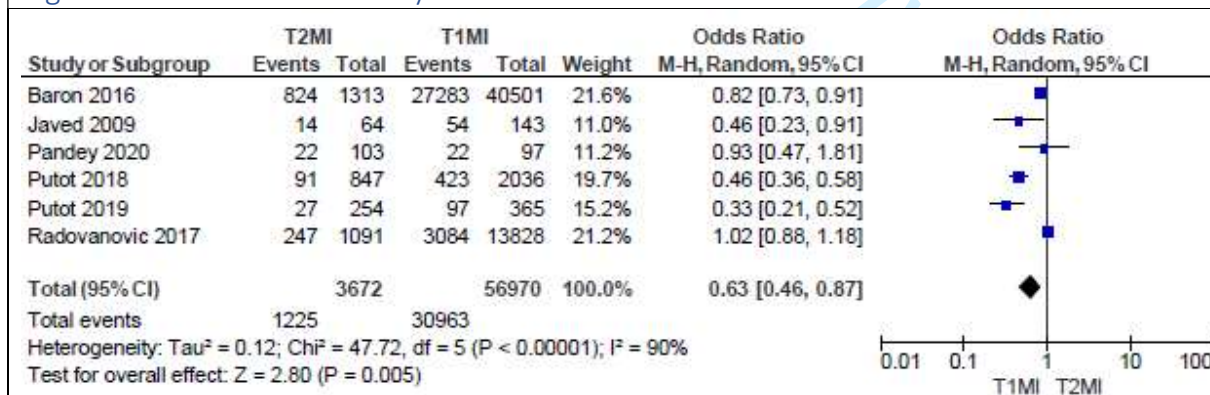 T2MI T1MI Odds Ratio Odds Ratio
Study or Subgroup Events Total Events Total Weight M-H, Random, 95% CI M-H, Random, 95% CI
Baron 2016 824 1313 27283 40501 21.6% 0.82 [0.73, 0.91]
Javed 2009 14 64 54 143 11.0% 0.46 [0.23, 0.91]
Pandey 2020 22 103 22 97 11.2% 0.93 [0.47, 1.81]
Putot 2018 91 847 423 2036 19.7% 0.46 [0.36, 0.58]
Putot 2019 27 254 97 365 15.2% 0.33 [0.21, 0.52]
Radovanovic 2017 247 1091 3084 13828 21.2% 1.02 [0.88, 1.18]
Total (95% CI) 3672 56970 100.0% 0.63 [0.46, 0.87]
Total events 1225 30963
Heterogeneity: Tau² = 0.12; Chi² = 47.72, df = 5 (P < 0.00001); I² = 90%
Test for overall effect: Z = 2.80 (P = 0.005)
0.01 0.1 1 10 100
T1MI T2MI